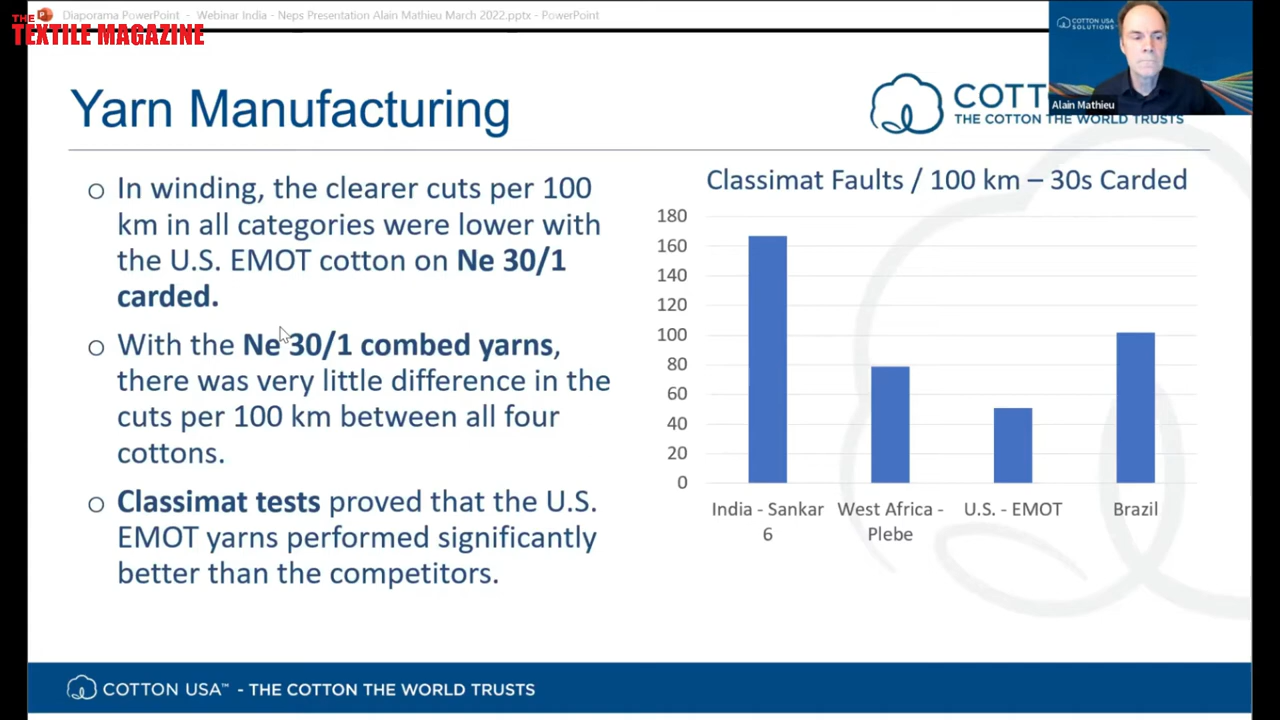 Diaporama PowerPoint - Webinar India - Neps Presentation Alain Mathieu March 2022.pptx - PowerPoint
THE
TEXTILE MAGAZINE
COTTON USA
SOLUTIONS
Alain Mathieu
Yarn Manufacturing
THE COTTON THE WORLD TRUSTS
○ In winding, the clearer cuts per 100
km in all categories were lower with
the U.S. EMOT cotton on Ne 30/1
carded.
○ With the Ne 30/1 combed yarns,
there was very little difference in the
cuts per 100 km between all four
cottons.
○ Classimat tests proved that the U.S.
EMOT yarns performed significantly
better than the competitors.
Classimat Faults / 100 km – 30s Carded
180
160
140
120
100
80
60
40
20
0
India - Sankar 6
West Africa - Plebe
U.S. - EMOT
Brazil
COTTON USA™ - THE COTTON THE WORLD TRUSTS